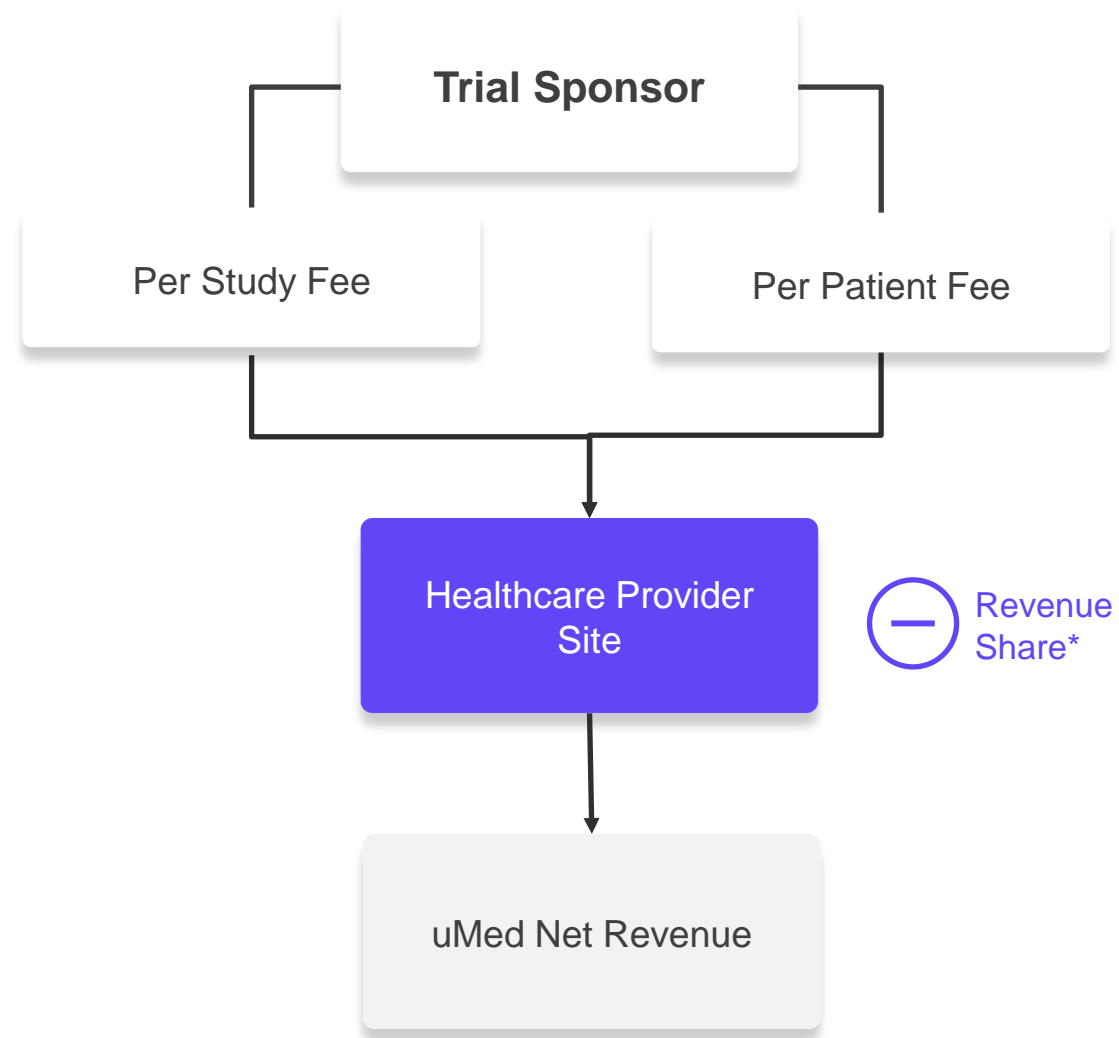 Trial Sponsor
Per Study Fee
Per Patient Fee
Healthcare Provider
Site
Revenue
Share*
uMed Net Revenue